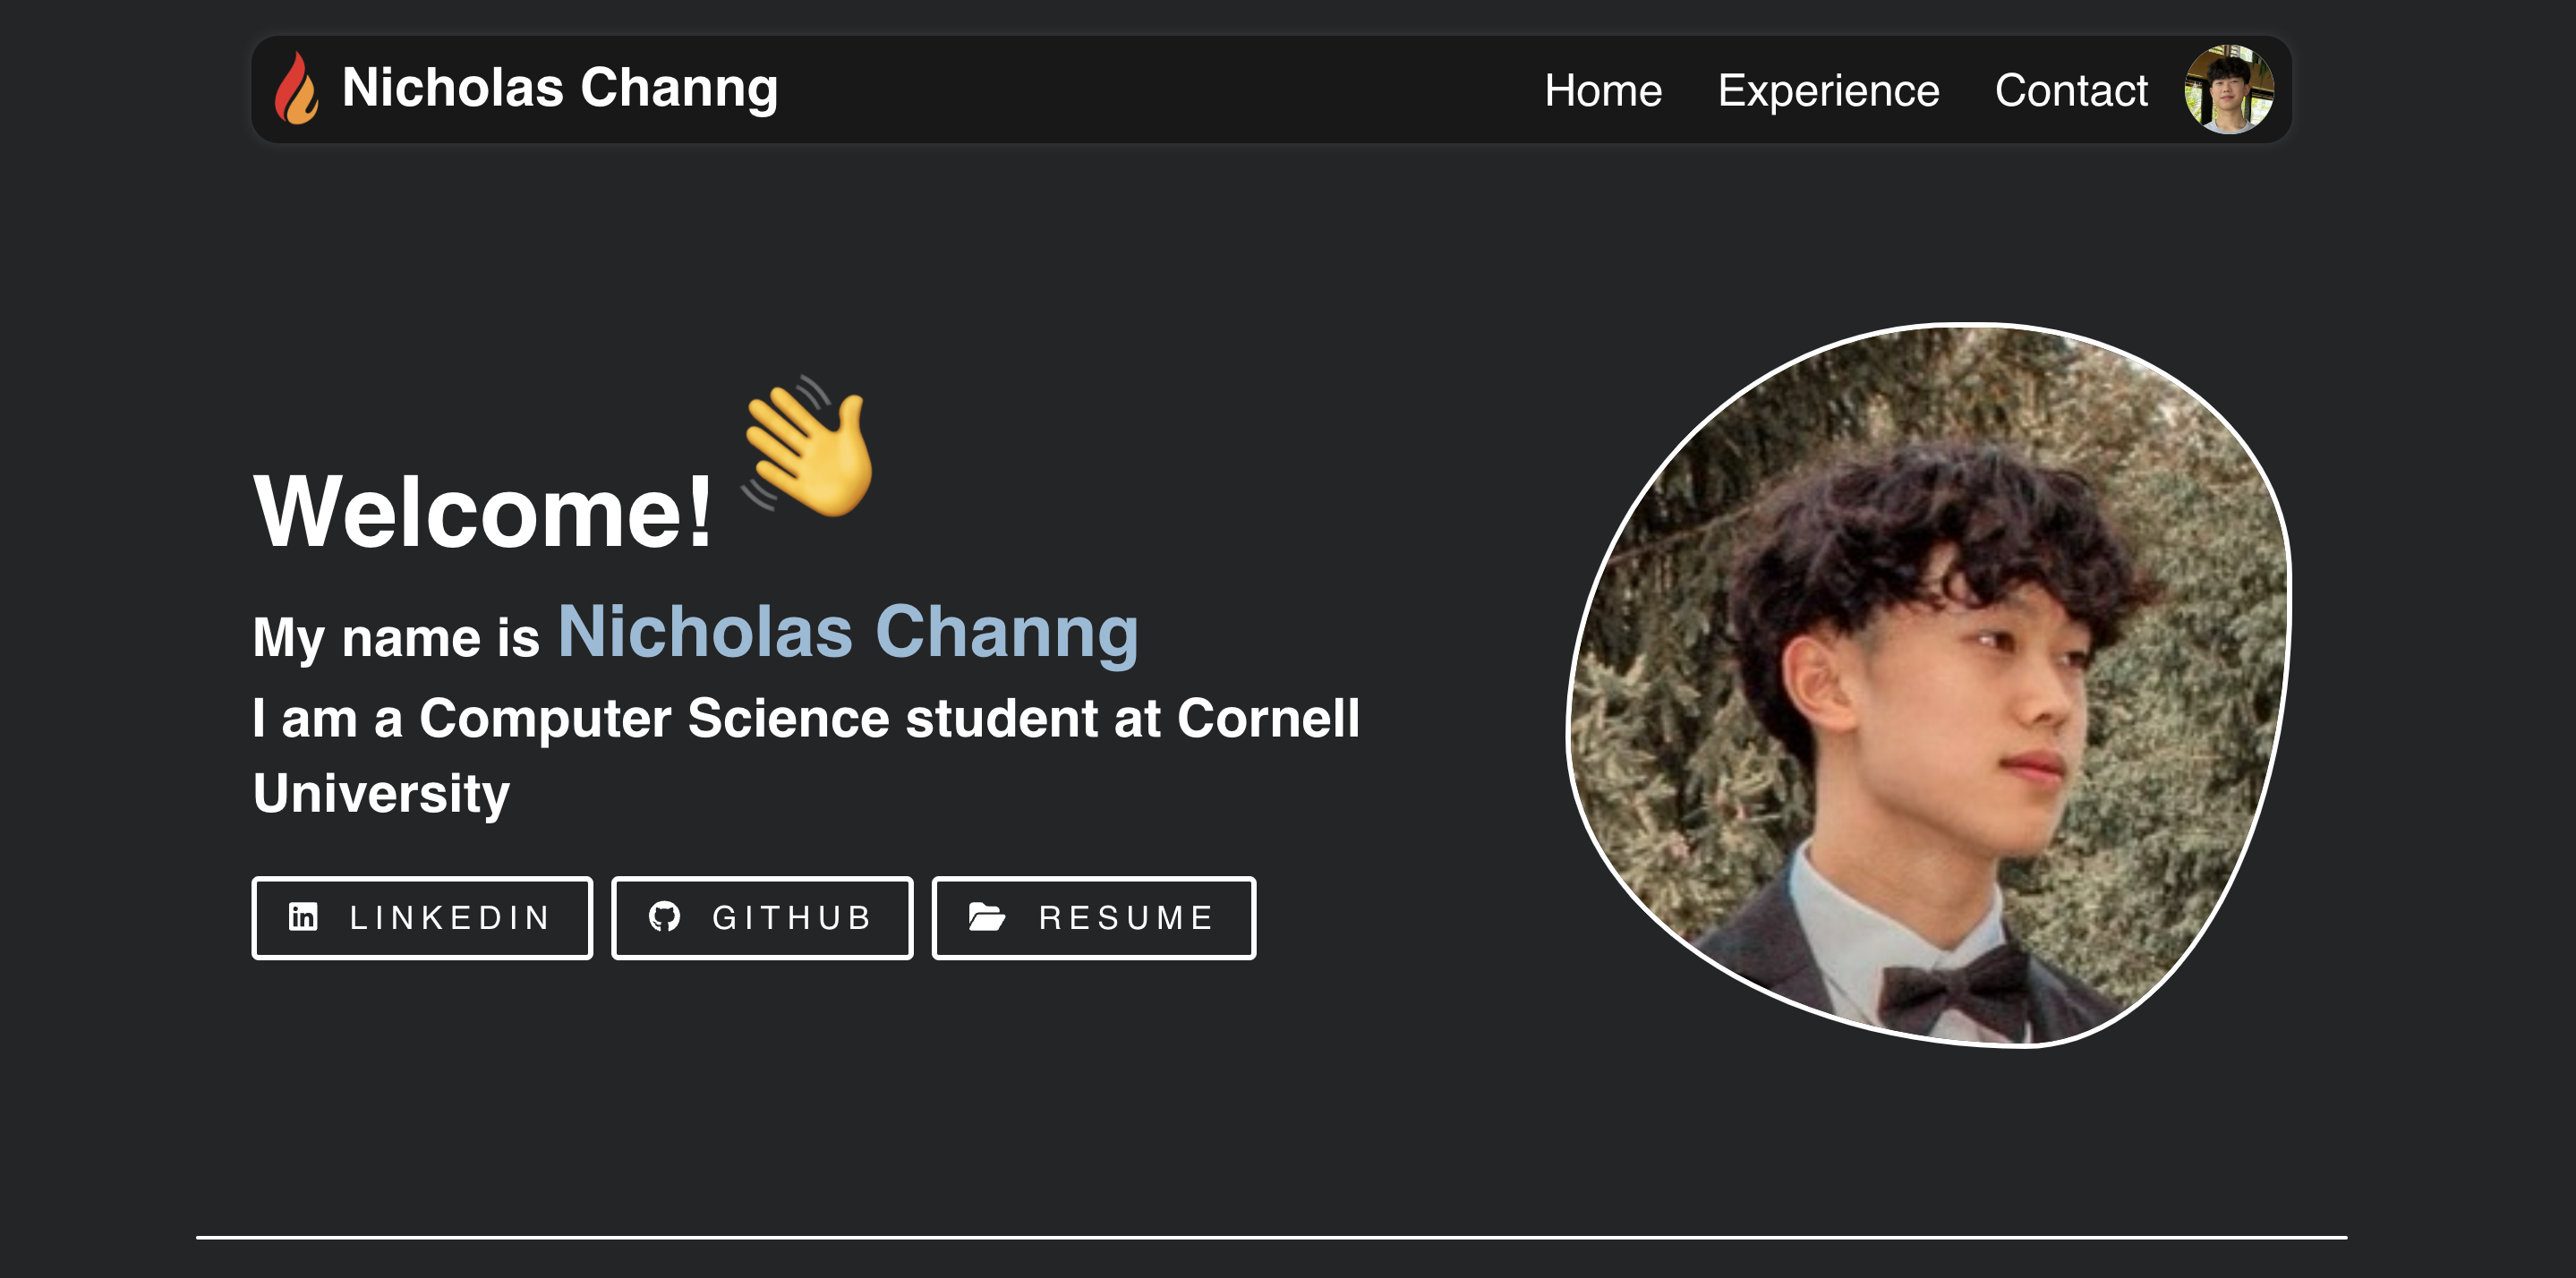 Nicholas Channg
Home Experience Contact
Welcome!
My name is Nicholas Channg
I am a Computer Science student at Cornell
University
LINKEDIN GITHUB RESUME